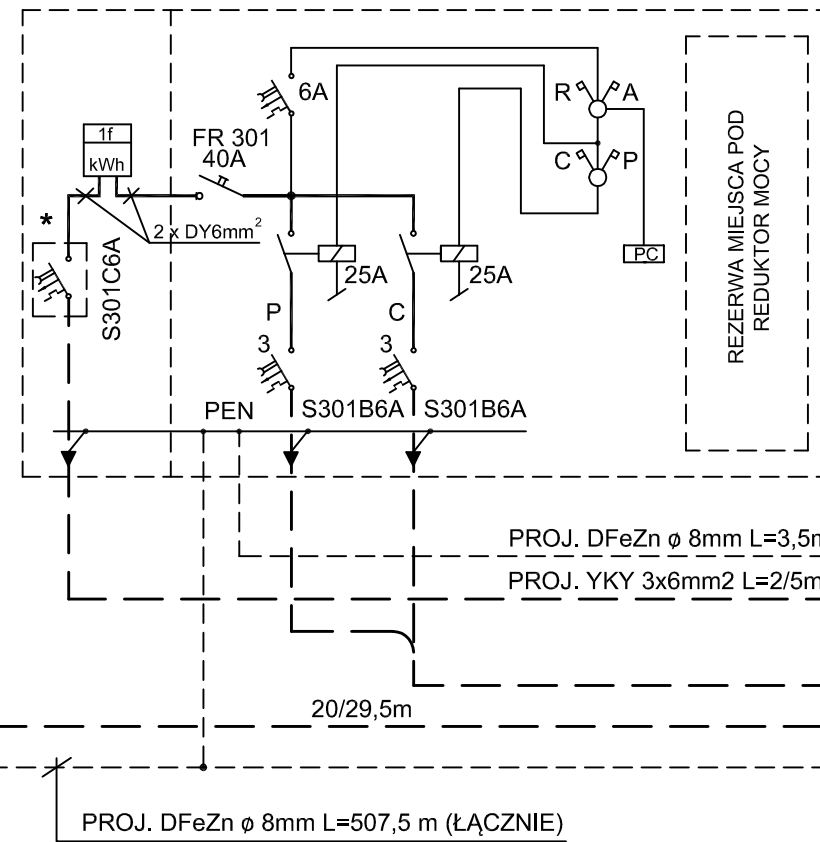 6A
R
A
1f
kWh
FR 301
40A
C
P
*
2 x DY6mm²
S301C6A
25A
25A
PC
REZERWA MIEJSCA POD
REDUKTOR MOCY
P
C
3
3
PEN
S301B6A
S301B6A
PROJ. DFeZn ø 8mm L=3,5m
PROJ. YKY 3x6mm2 L=2/5m
20/29,5m
PROJ. DFeZn ø 8mm L=507,5 m (ŁĄCZNIE)